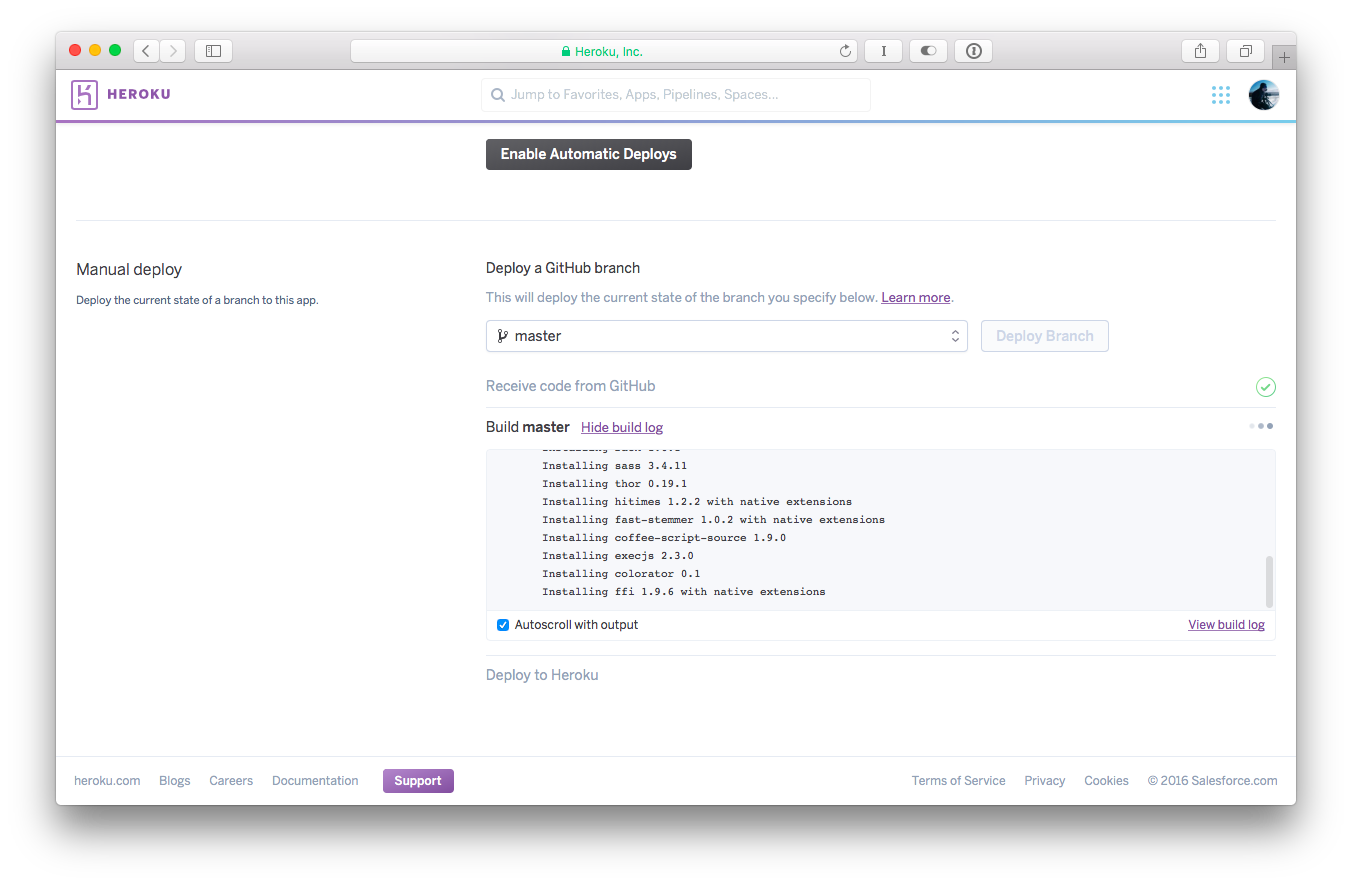 Heroku, Inc.
HEROKU
Jump to Favorites, Apps, Pipelines, Spaces...
Enable Automatic Deploys
Manual deploy
Deploy the current state of a branch to this app.
Deploy a GitHub branch
This will deploy the current state of the branch you specify below. Learn more.
master
Deploy Branch
Receive code from GitHub
Build master Hide build log
Installing sass 3.4.11
Installing thor 0.19.1
Installing hitimes 1.2.2 with native extensions
Installing fast-stemmer 1.0.2 with native extensions
Installing coffee-script-source 1.9.0
Installing execjs 2.3.0
Installing colorator 0.1
Installing ffi 1.9.6 with native extensions
Autoscroll with output
View build log
Deploy to Heroku
heroku.com Blogs Careers Documentation Support Terms of Service Privacy Cookies © 2016 Salesforce.com